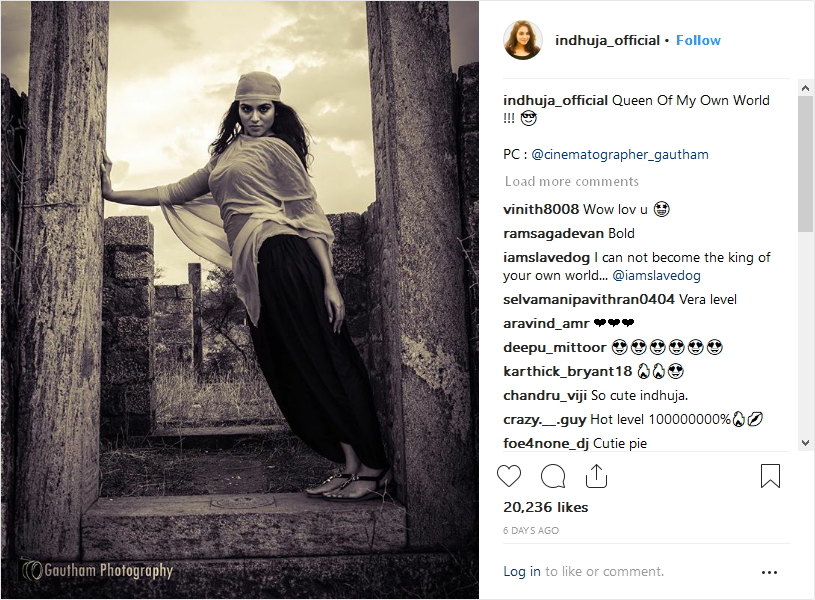 indhuja_official • Follow
indhuja_official Queen Of My Own World
!!! 😎
PC : @cinematographer_gautham
Load more comments
vinith8008 Wow lov u 🤩
ramsagadevan Bold
iamslavedog I can not become the king of
your own world... @iamslavedog
selvamanipavithran0404 Vera level
aravind_amr ❤❤❤
deepu_mittoor 😍😍😍😍😍😍
karthick_bryant18 🔥🔥😍
chandru_viji So cute indhuja.
crazy.__.guy Hot level 100000000%🔥
foe4none_dj Cutie pie
20,236 likes
6 DAYS AGO
Log in to like or comment.
Gautham Photography